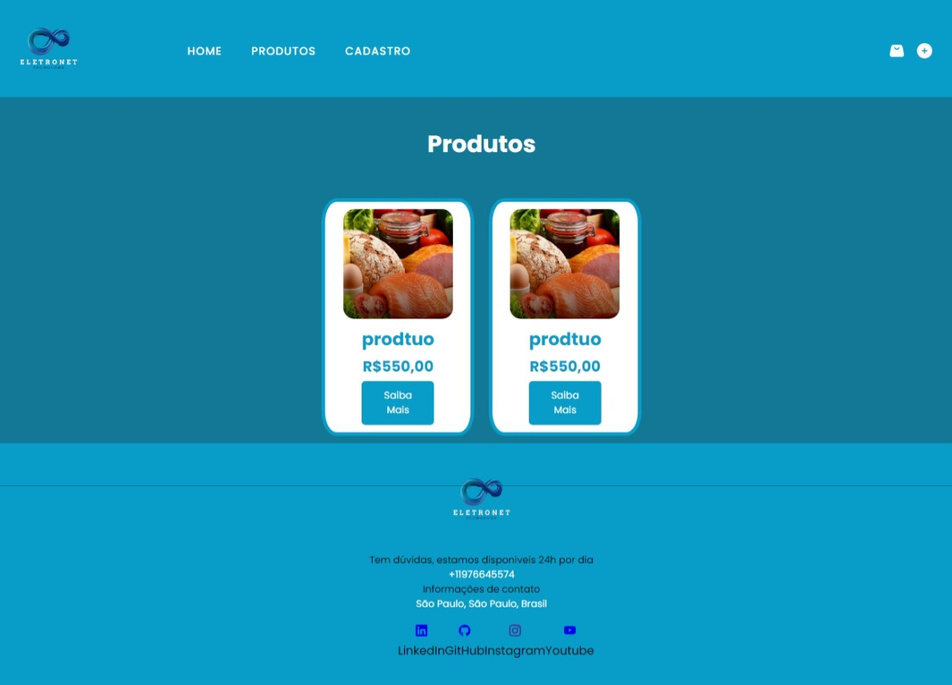 ELETRONET
HOME PRODUTOS CADASTRO
Produtos
prodtuo
R$550,00
Saiba
Mais
prodtuo
R$550,00
Saiba
Mais
ELETRONET
Tem dúvidas, estamos disponíveis 24h por dia
+11976645574
Informações de contato
São Paulo, São Paulo, Brasil
LinkedInGitHubInstagramYoutube